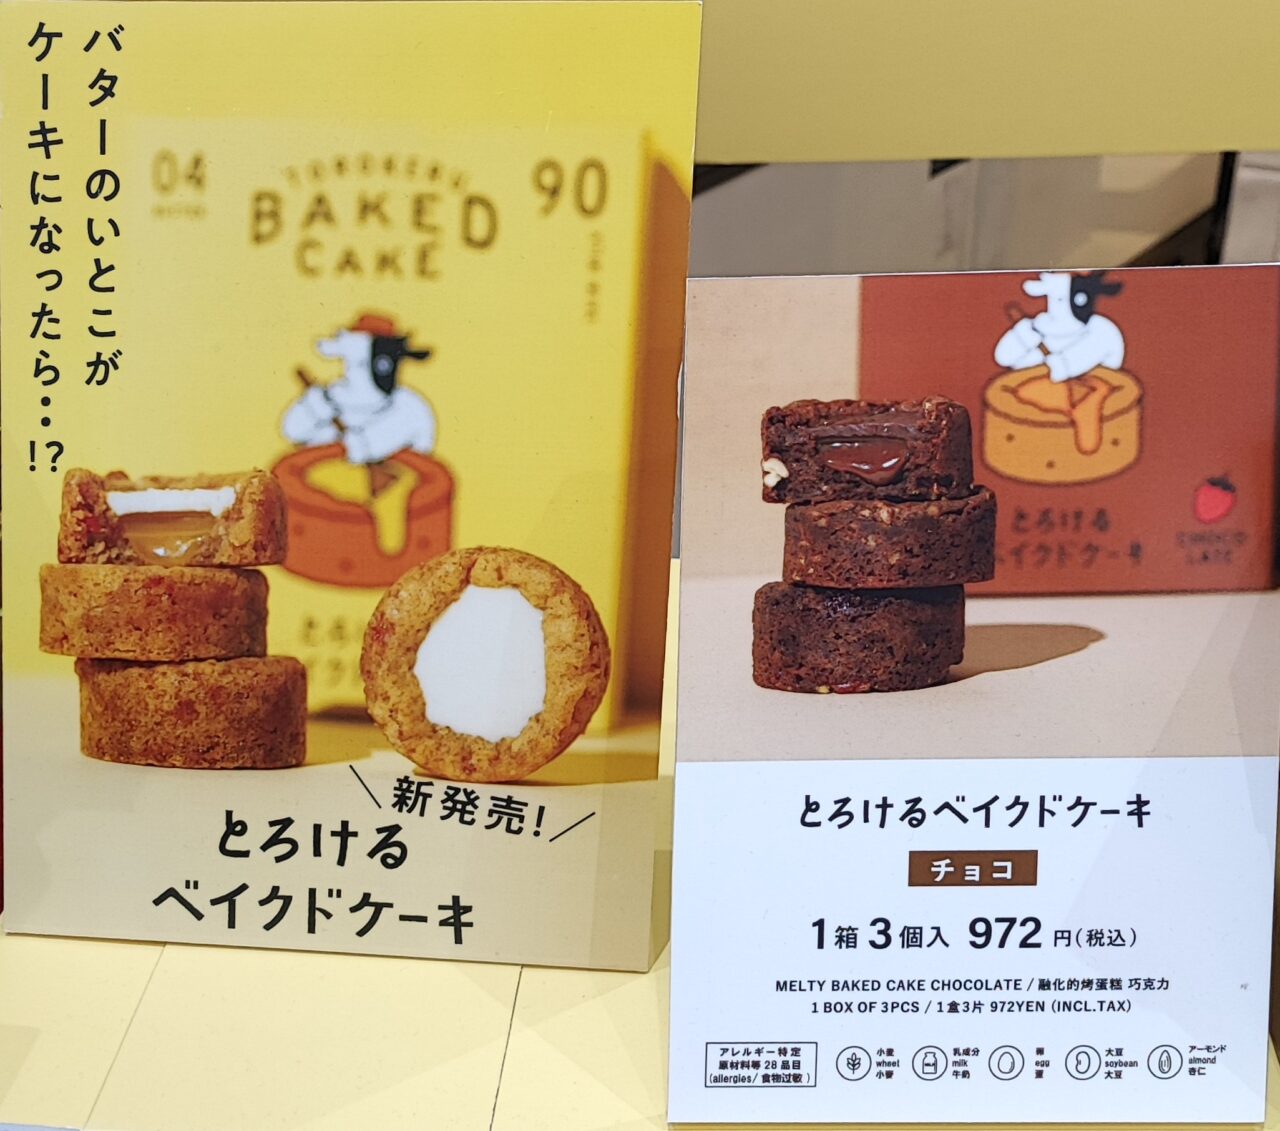 バターのいとこが
ケーキになったら‥!?
04
TOROKERU
BAKED
CAKE
90
新発売!
とろける
ベイクドケーキ
とろける
ベイクドケーキ
CHOCO
LATE
とろけるベイクドケーキ
チョコ
1箱3個入 972円(税込)
MELTY BAKED CAKE CHOCOLATE / 融化的烤蛋糕 巧克力
1 BOX OF 3PCS / 1盒3片 972YEN (INCL.TAX)
アレルギー特定
原材料等28品目
(allergies/ 食物过敏 )
小麦
wheet
小麥
乳成分
milk
牛奶
卵
egg
蛋
大豆
soybean
大豆
アーモンド
almond
杏仁